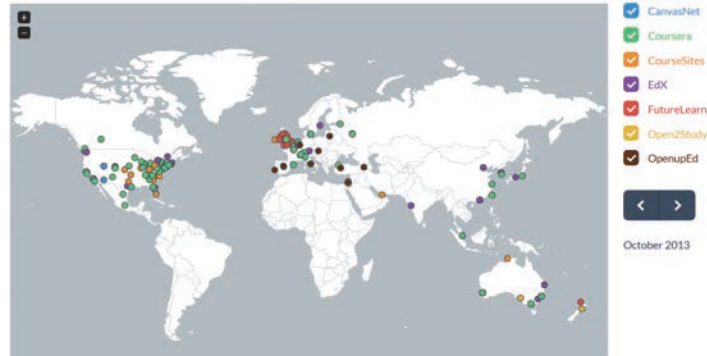 +
−
CanvasNet
Coursera
CourseSites
EdX
FutureLearn
Open2Study
OpenupEd
October 2013